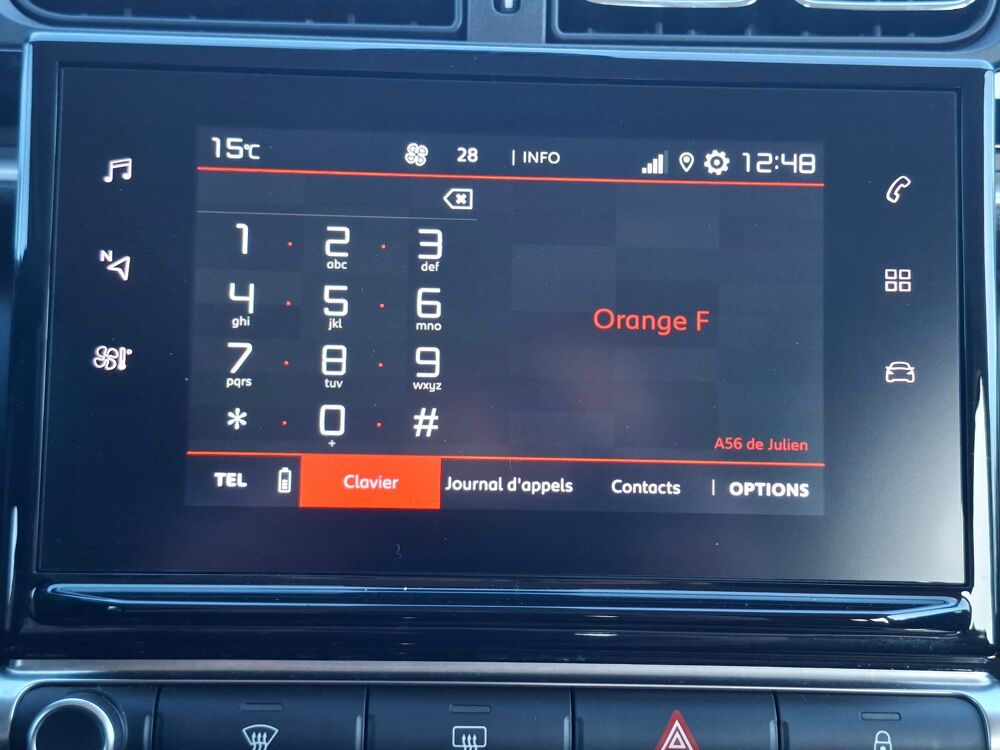 15°C 28 | INFO 12:48
N
1 2 3
abc def
4 5 6
ghi jkl mno
Orange F
7 8 9
pqrs tuv wxyz
* 0 #
+
A56 de Julien
TEL Clavier Journal d'appels Contacts | OPTIONS